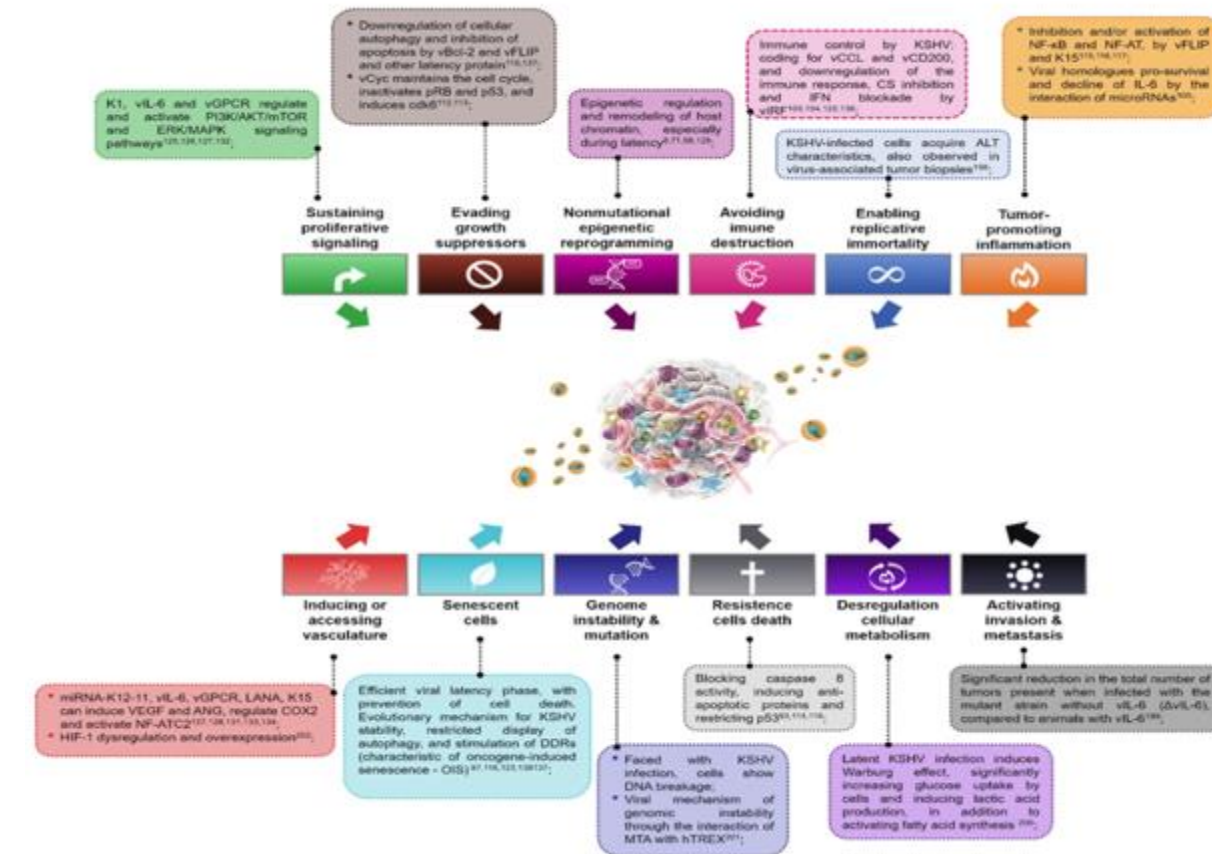 • Downregulation of cellular
autophagy and inhibition of
apoptosis by vBcl-2 and vFLIP
and other latency protein
• vCyc maintains the cell cycle,
inactivates pRB and p53, and
induces cdk6
Immune control by KSHV:
coding for vCCL and vCD200,
and downregulation of the
immune response, CS inhibition
and IFN blockade by
vIRF
• Inhibition and/or activation of
NF-κB and NF-AT, by vFLIP
and K15
• Viral homologues pro-survival
and decline of IL-6 by the
interaction of microRNAs
K1, vIL-6 and vGPCR regulate
and activate PI3K/AKT/mTOR
and ERK/MAPK signaling
pathways
Epigenetic regulation
and remodeling of host
chromatin, especially
during latency
KSHV-infected cells acquire ALT
characteristics, also observed in
virus-associated tumor biopsies
Sustaining
proliferative
signaling
Evading
growth
suppressors
Nonmutational
epigenetic
reprogramming
Avoiding
imune
destruction
Enabling
replicative
immortality
Tumor-
promoting
inflammation
Inducing or
accessing
vasculature
Senescent
cells
Genome
instability &
mutation
Resistence
cells death
Desregulation
cellular
metabolism
Activating
invasion &
metastasis
• miRNA-K12-11, vIL-6, vGPCR, LANA, K15
can induce VEGF and ANG, regulate COX2
and activate NF-ATC2
• HIF-1 dysregulation and overexpression
Efficient viral latency phase, with
prevention of cell death.
Evolutionary mechanism for KSHV
stability, restricted display of
autophagy, and stimulation of DDRs
(characteristic of oncogene-induced
senescence - OIS)
• Faced with KSHV
infection, cells show
DNA breakage;
• Viral mechanism of
genomic instability
through the interaction of
MTA with hTREX
Blocking caspase 8
activity, inducing anti-
apoptotic proteins and
restricting p53
Latent KSHV infection induces
Warburg effect, significantly
increasing glucose uptake by
cells and inducing lactic acid
production, in addition to
activating fatty acid synthesis
Significant reduction in the total number of
tumors present when infected with the
mutant strain without vIL-6 (ΔvIL-6),
compared to animals with vIL-6